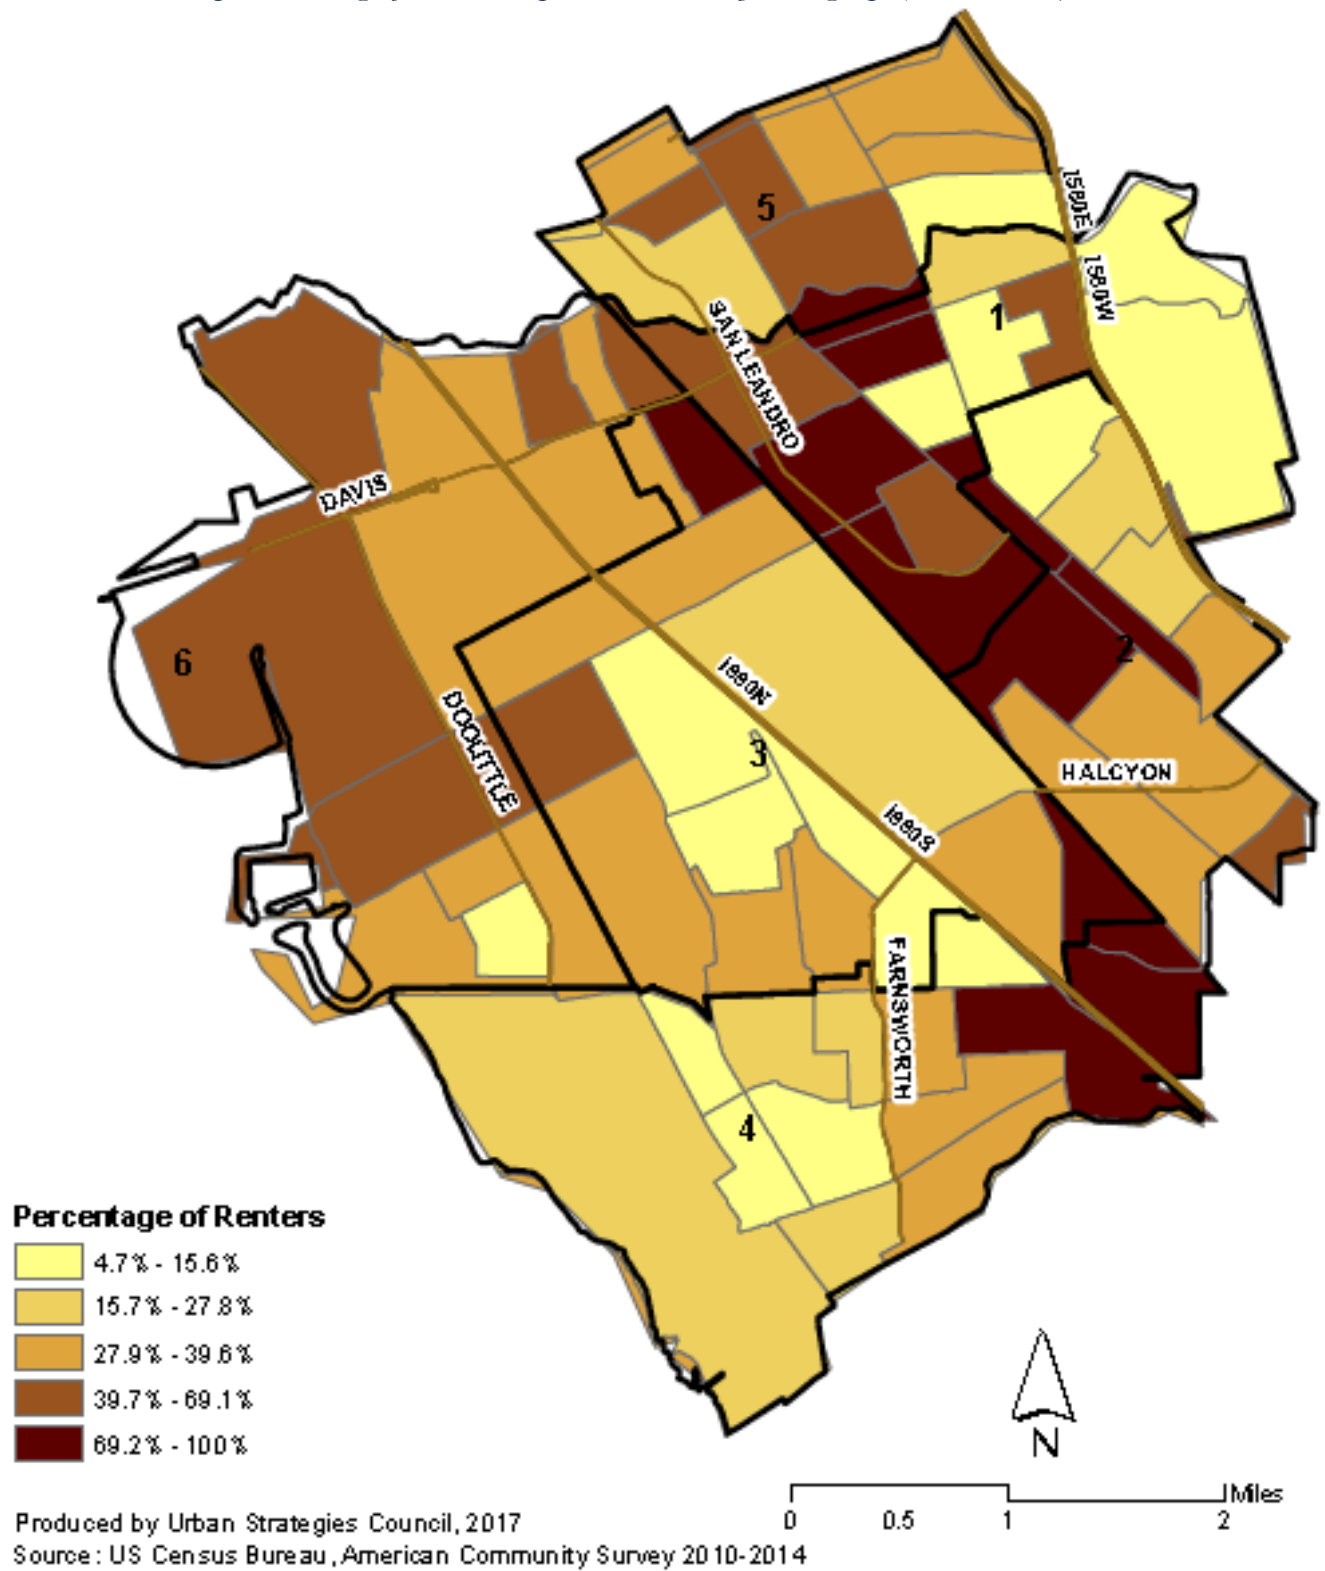 5
I580E
I580W
1
SAN LEANDRO
DAVIS
2
6
I880N
DOOLITTLE
3
HALCYON
I880S
FARNSWORTH
4
Percentage of Renters
4.7% - 15.6%
15.7% - 27.8%
27.9% - 39.6%
39.7% - 69.1%
69.2% - 100%
N
Miles
0 0.5 1 2
Produced by Urban Strategies Council, 2017
Source: US Census Bureau, American Community Survey 2010-2014